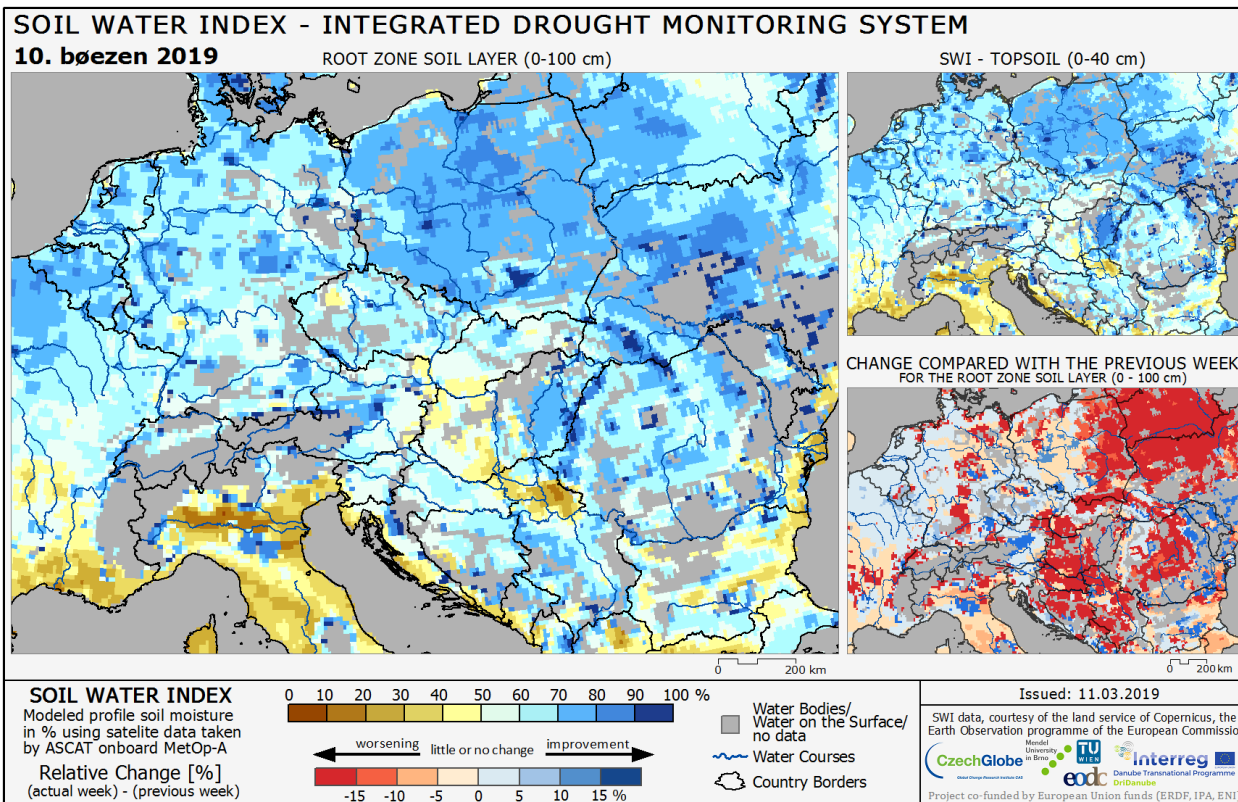 SOIL WATER INDEX - INTEGRATED DROUGHT MONITORING SYSTEM
10. bøezen 2019
ROOT ZONE SOIL LAYER (0-100 cm)
SWI - TOPSOIL (0-40 cm)
CHANGE COMPARED WITH THE PREVIOUS WEEK
FOR THE ROOT ZONE SOIL LAYER (0 - 100 cm)
0 200 km
0 200 km
SOIL WATER INDEX
Modeled profile soil moisture
in % using satelite data taken
by ASCAT onboard MetOp-A
Relative Change [%]
(actual week) - (previous week)
0 10 20 30 40 50 60 70 80 90 100 %
worsening little or no change improvement
-15 -10 -5 0 5 10 15 %
Water Bodies/
Water on the Surface/
no data
Water Courses
Country Borders
Issued: 11.03.2019
SWI data, courtesy of the land service of Copernicus, the
Earth Observation programme of the European Commissio
CzechGlobe
Global Change Research Institute CAS
Mendel
University
in Brno
TU
WIEN
eodc
Interreg
Danube Transnational Programme
DriDanube
Project co-funded by European Union funds (ERDF, IPA, ENI